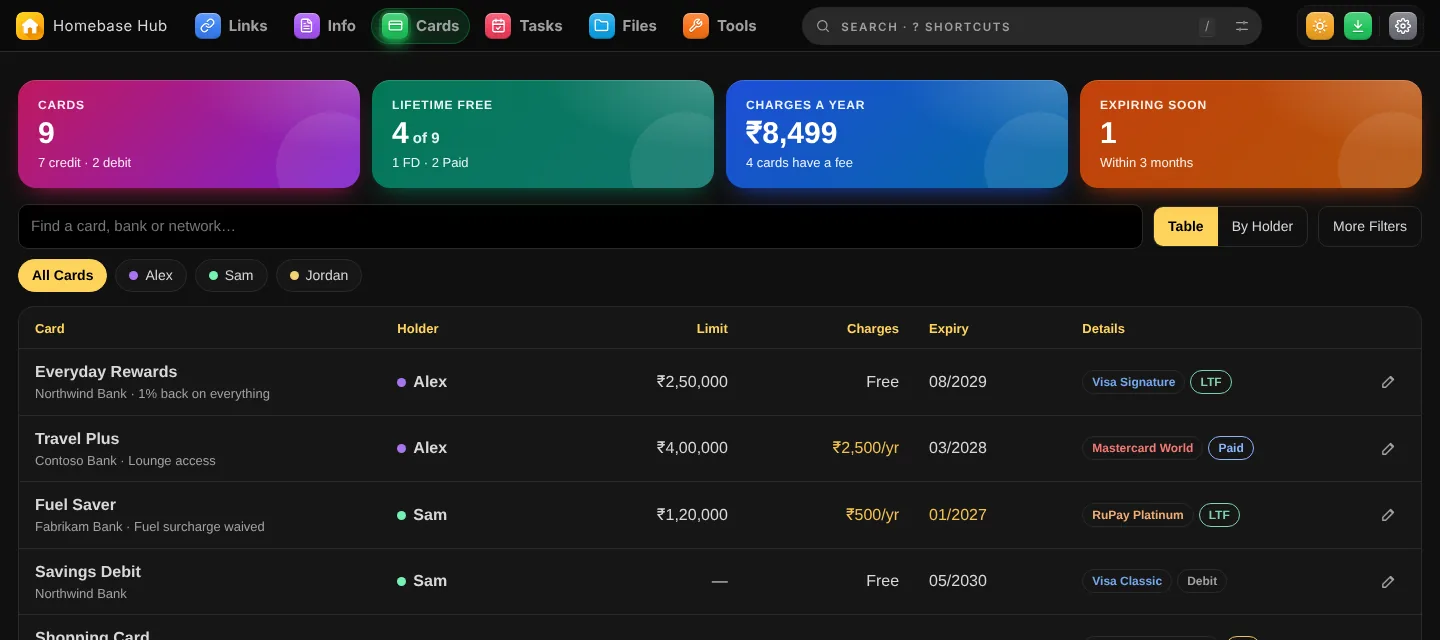 Homebase Hub Links Info Cards Tasks Files Tools SEARCH · ? SHORTCUTS /
CARDS
9
7 credit · 2 debit
LIFETIME FREE
4 of 9
1 FD · 2 Paid
CHARGES A YEAR
₹8,499
4 cards have a fee
EXPIRING SOON
1
Within 3 months
Find a card, bank or network… Table By Holder More Filters
All Cards Alex Sam Jordan
Card Holder Limit Charges Expiry Details
Everyday Rewards
Northwind Bank · 1% back on everything
Alex ₹2,50,000 Free 08/2029 Visa Signature LTF
Travel Plus
Contoso Bank · Lounge access
Alex ₹4,00,000 ₹2,500/yr 03/2028 Mastercard World Paid
Fuel Saver
Fabrikam Bank · Fuel surcharge waived
Sam ₹1,20,000 ₹500/yr 01/2027 RuPay Platinum LTF
Savings Debit
Northwind Bank
Sam — Free 05/2030 Visa Classic Debit
Shopping Card